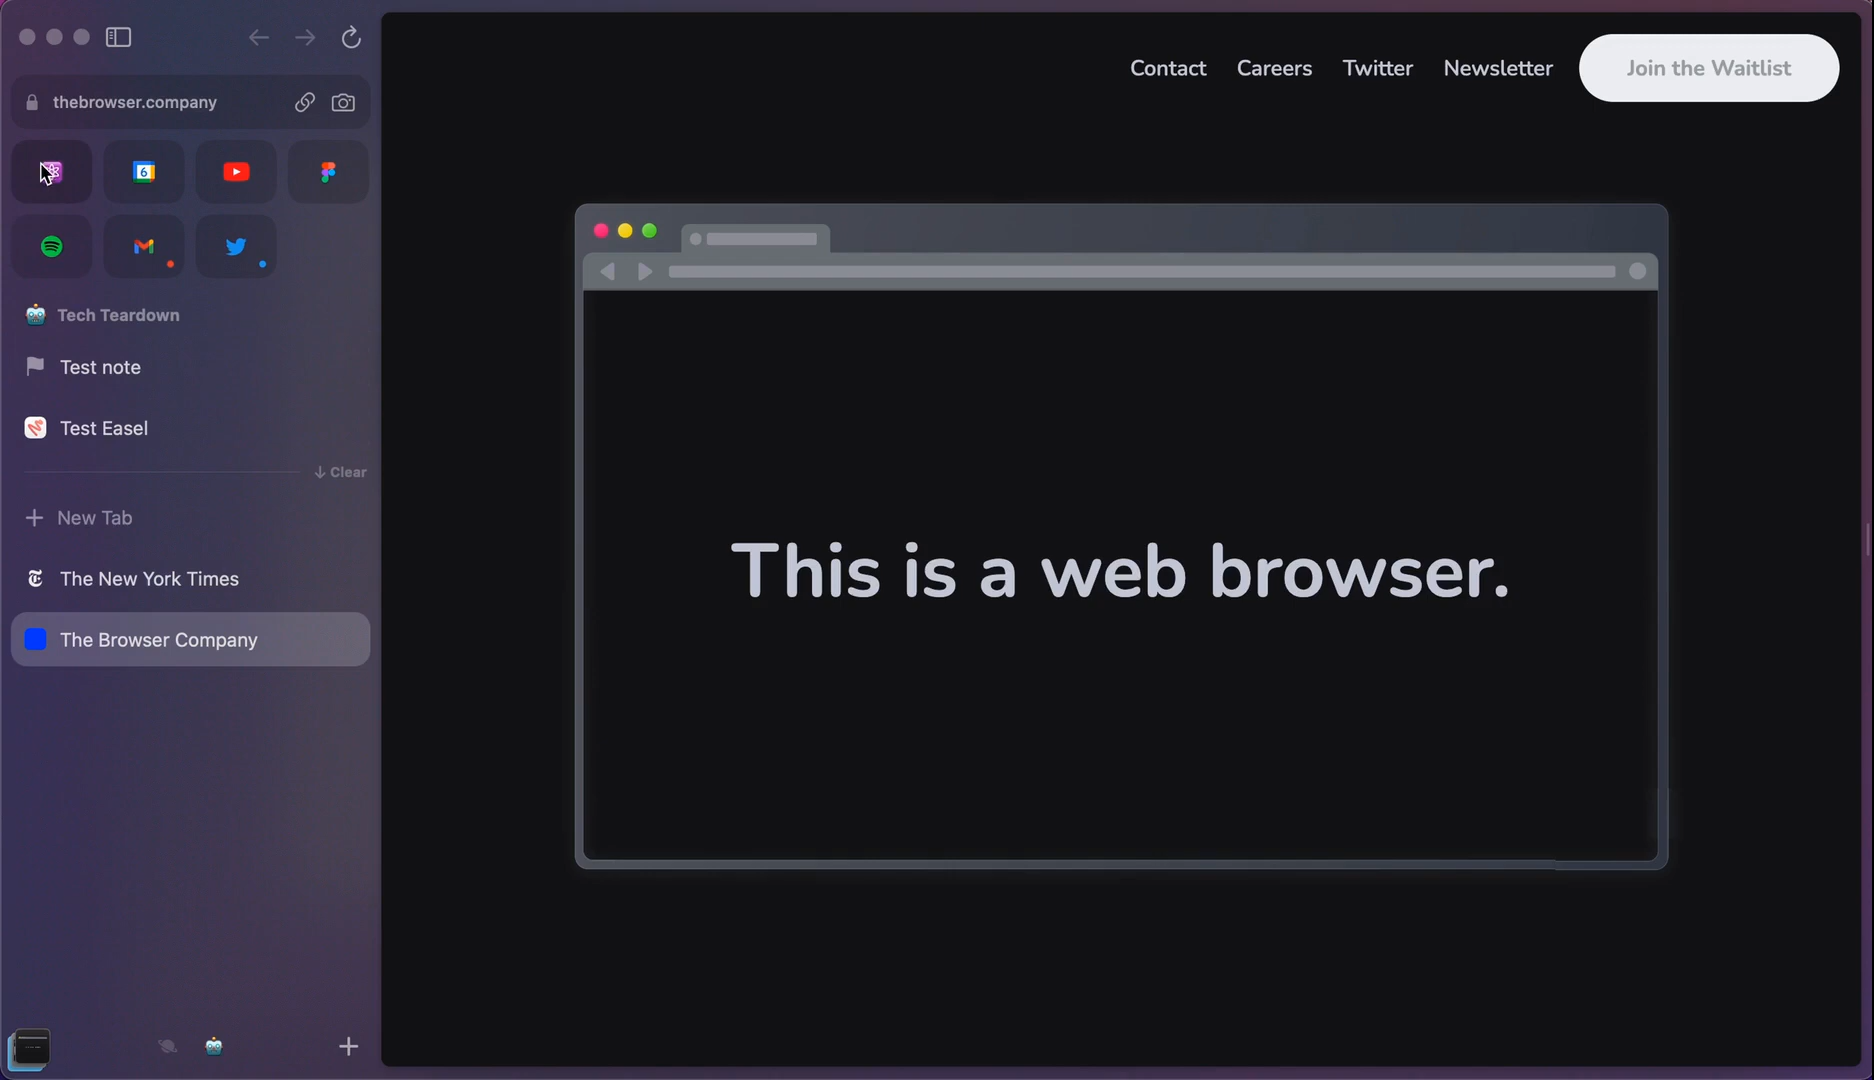 thebrowser.company
6
Tech Teardown
Test note
Test Easel
Clear
New Tab
The New York Times
The Browser Company
Contact
Careers
Twitter
Newsletter
Join the Waitlist
This is a web browser.